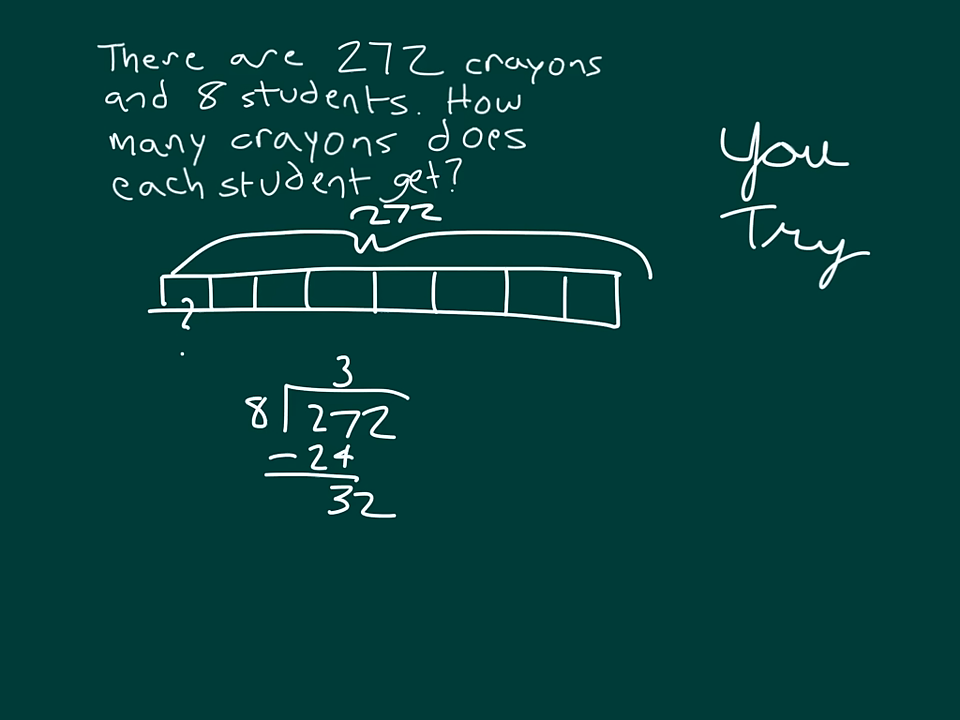 There are 272 crayons
and 8 students. How
many crayons does
each student get?
You
Try
272
?
3
8 272
- 24
32